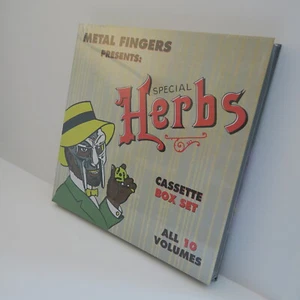 METAL FINGERS
PRESENTS:
SPECIAL
Herbs
CASSETTE
BOX SET
ALL 10
VOLUMES